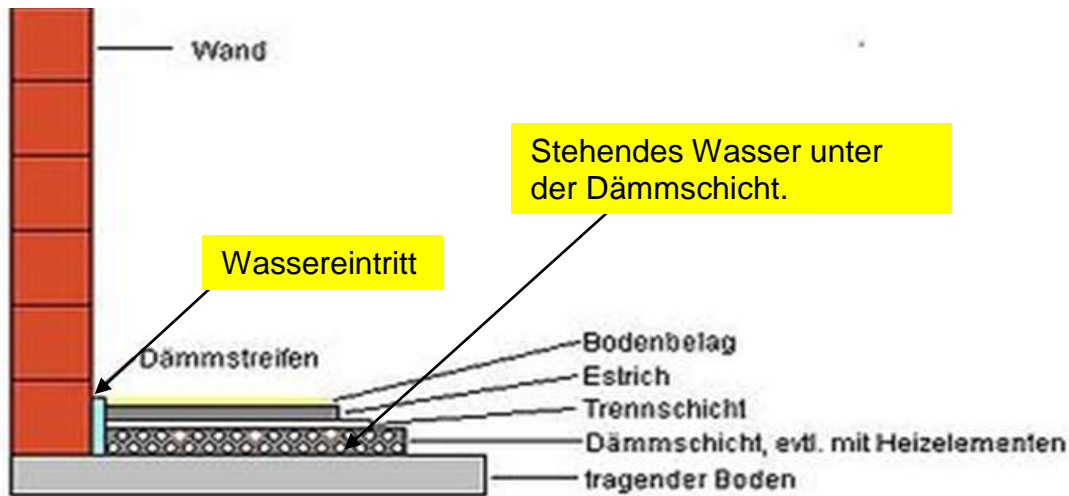 Wand
Stehendes Wasser unter
der Dämmschicht.
Wassereintritt
Dämmstreifen
Bodenbelag
Estrich
Trennschicht
Dämmschicht, evtl. mit Heizelementen
tragender Boden